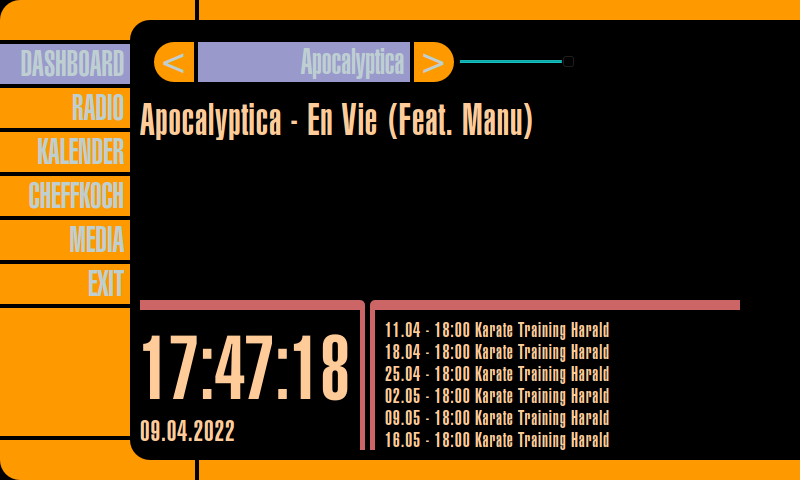 < Apocalyptica >
Apocalyptica - En Vie (Feat. Manu)
DASHBOARD
RADIO
KALENDER
CHEFFKOCH
MEDIA
EXIT
17:47:18
09.04.2022
11.04 - 18:00 Karate Training Harald
18.04 - 18:00 Karate Training Harald
25.04 - 18:00 Karate Training Harald
02.05 - 18:00 Karate Training Harald
09.05 - 18:00 Karate Training Harald
16.05 - 18:00 Karate Training Harald